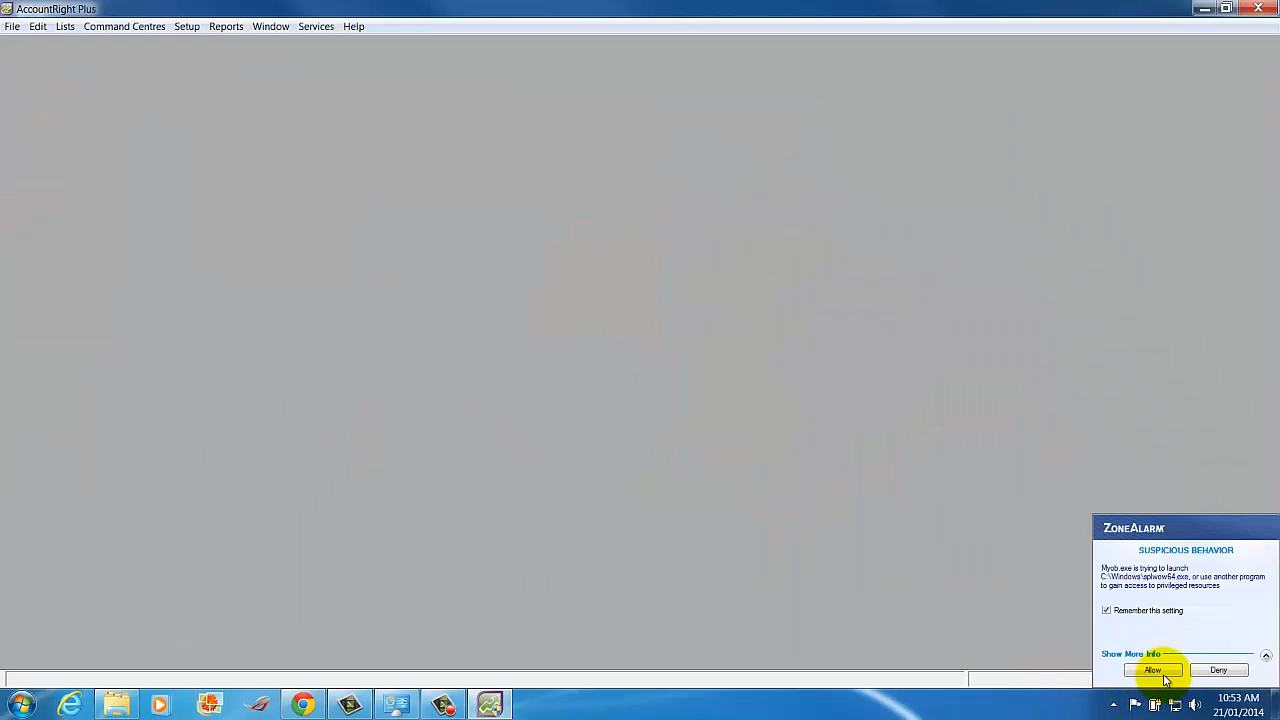 AccountRight Plus
File Edit Lists Command Centres Setup Reports Window Services Help
ZONEALARM
SUSPICIOUS BEHAVIOR
Myob.exe is trying to launch
C:\Windows\splwow64.exe, or use another program
to gain access to privileged resources
Remember this setting
Show More Info
Allow Deny
10:53 AM
21/01/2014